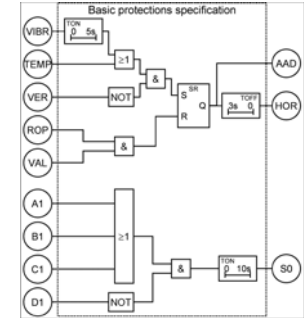 Basic protections specification
VIBR
TON
0 5s
TEMP
≥1
VER
NOT
&
S SR
Q
R
AAD
TOFF
3s 0
HOR
ROP
VAL
&
A1
B1
C1
≥1
D1
NOT
&
TON
0 10s
S0